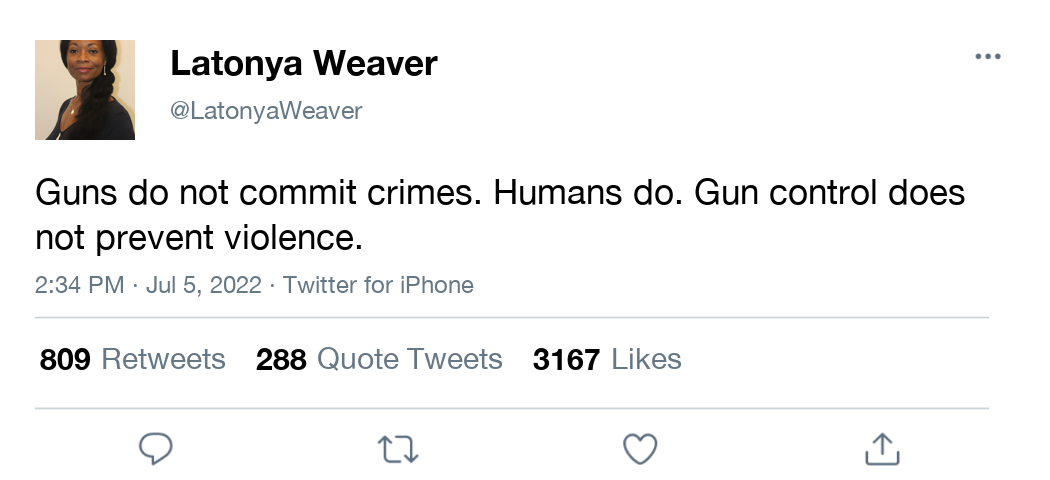 Latonya Weaver
@LatonyaWeaver
Guns do not commit crimes. Humans do. Gun control does
not prevent violence.
2:34 PM · Jul 5, 2022 · Twitter for iPhone
809 Retweets 288 Quote Tweets 3167 Likes